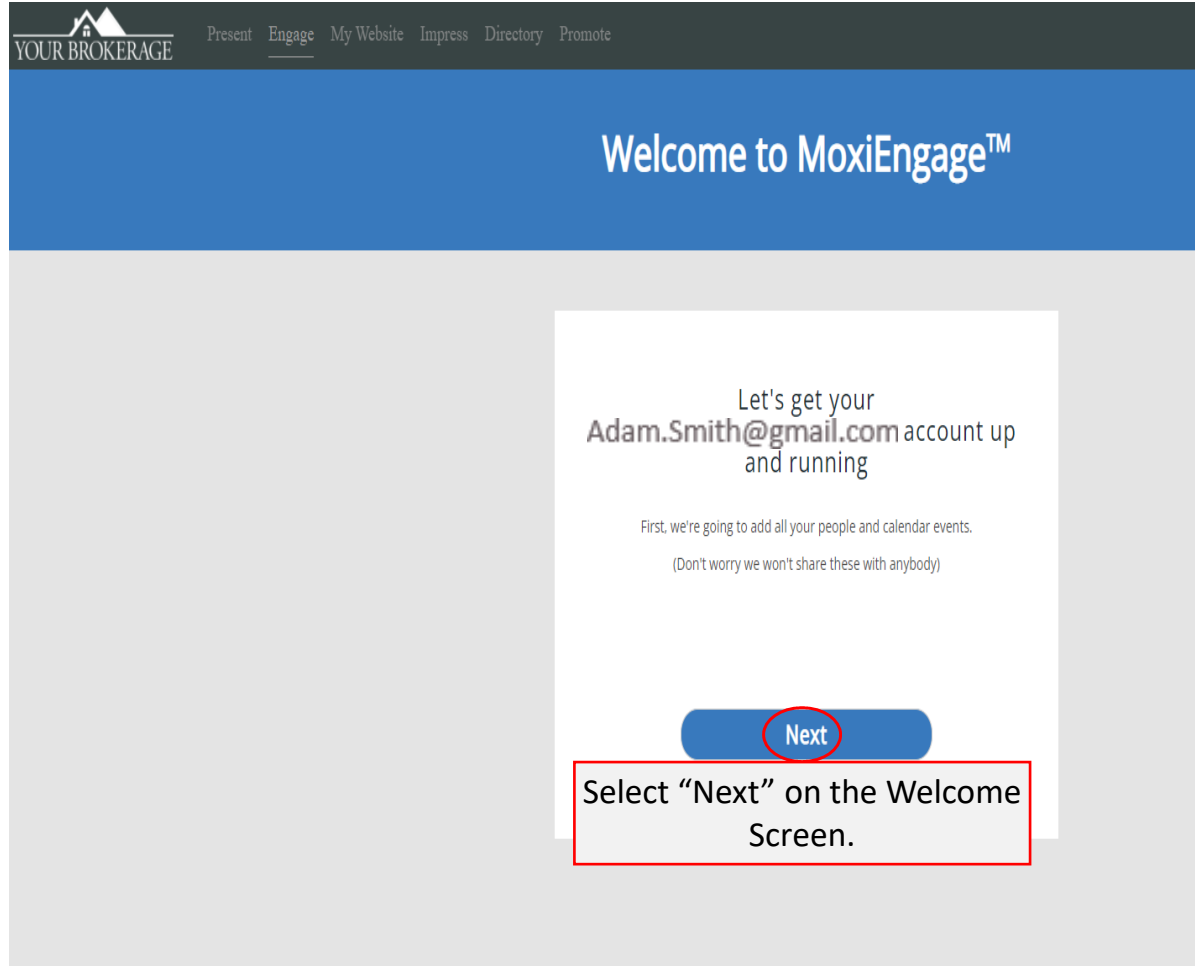 YOUR BROKERAGE
Present Engage My Website Impress Directory Promote
Welcome to MoxiEngage™
Let's get your
Adam.Smith@gmail.com account up
and running
First, we're going to add all your people and calendar events.
(Don't worry we won't share these with anybody)
Next
Select “Next” on the Welcome
Screen.